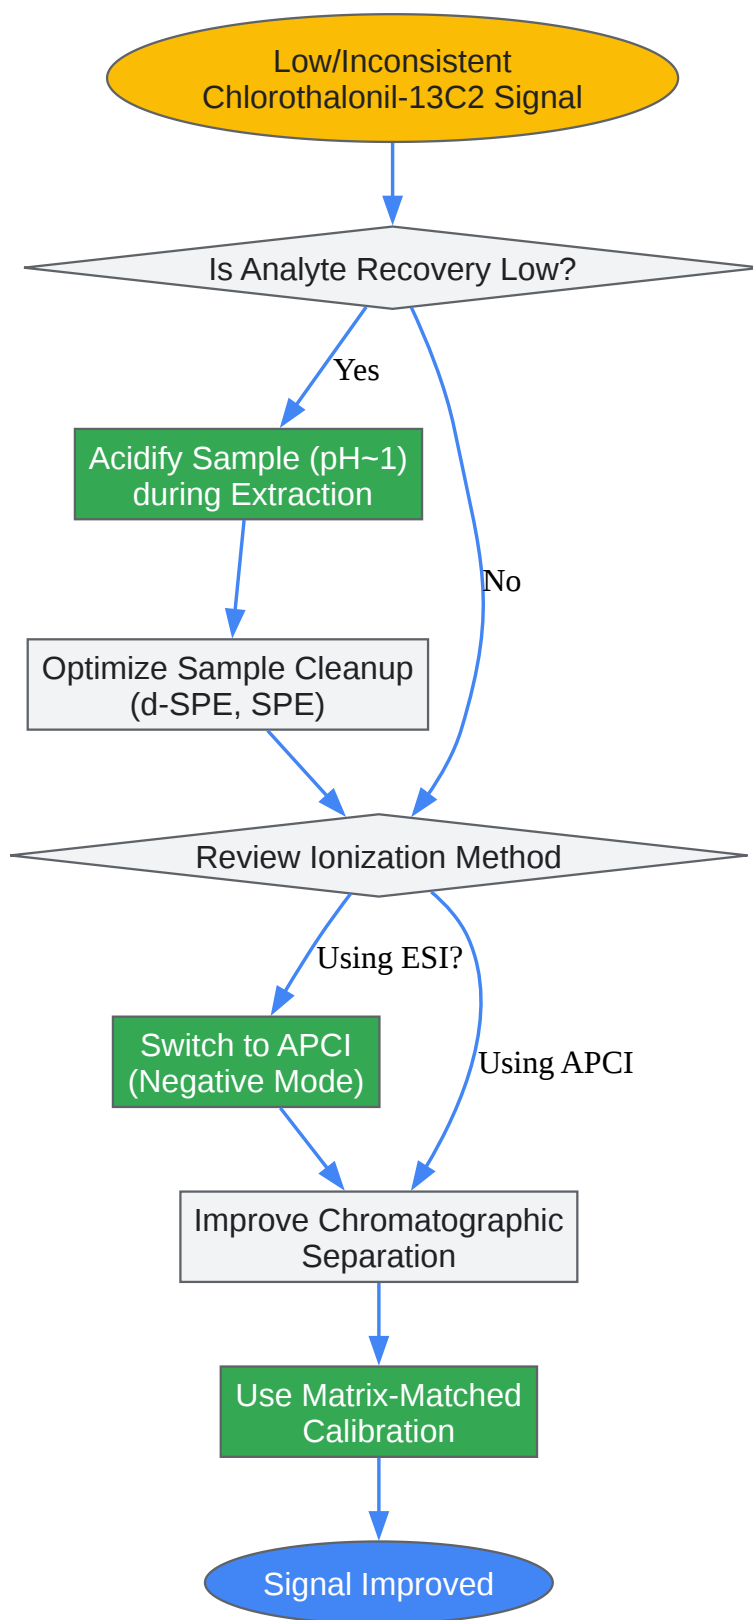 Low/Inconsistent
Chlorothalonil-13C2 Signal
Is Analyte Recovery Low?
Yes
Acidify Sample (pH~1)
during Extraction
No
Optimize Sample Cleanup
(d-SPE, SPE)
Review Ionization Method
Using ESI?
Switch to APCI
(Negative Mode)
Using APCI
Improve Chromatographic
Separation
Use Matrix-Matched
Calibration
Signal Improved